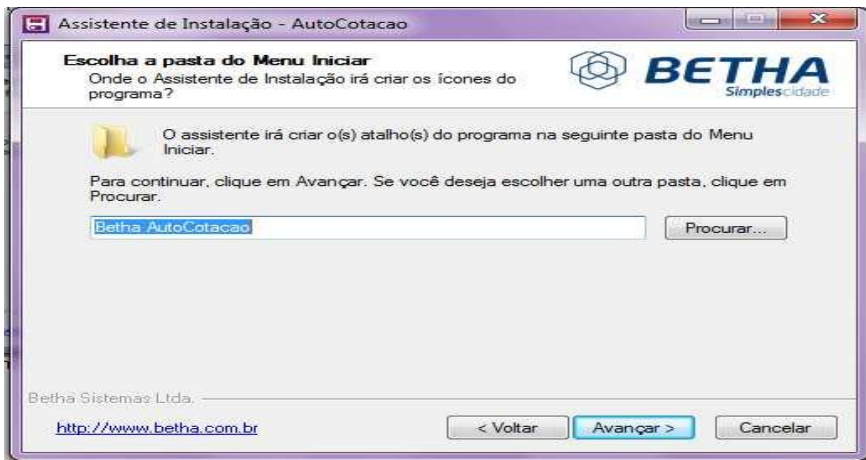 Assistente de Instalação - AutoCotacao
Escolha a pasta do Menu Iniciar
Onde o Assistente de Instalação irá criar os ícones do
programa?
BETHA
Simplescidade
O assistente irá criar o(s) atalho(s) do programa na seguinte pasta do Menu
Iniciar.
Para continuar, clique em Avançar. Se você deseja escolher uma outra pasta, clique em
Procurar.
Betha AutoCotacao
Procurar...
Betha Sistemas Ltda.
http://www.betha.com.br
< Voltar
Avançar >
Cancelar